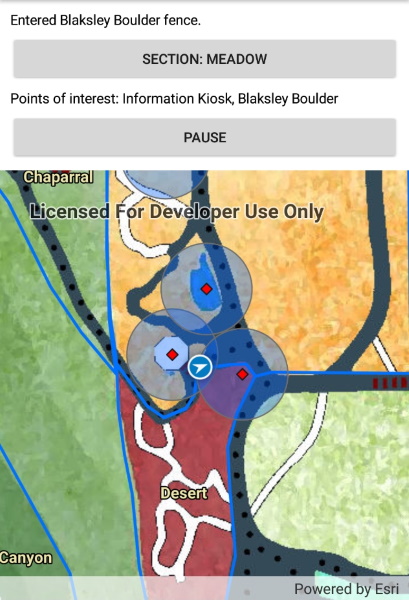 Entered Blaksley Boulder fence.
SECTION: MEADOW
Points of interest: Information Kiosk, Blaksley Boulder
PAUSE
Chaparral
Licensed For Developer Use Only
Desert
Canyon
Powered by Esri